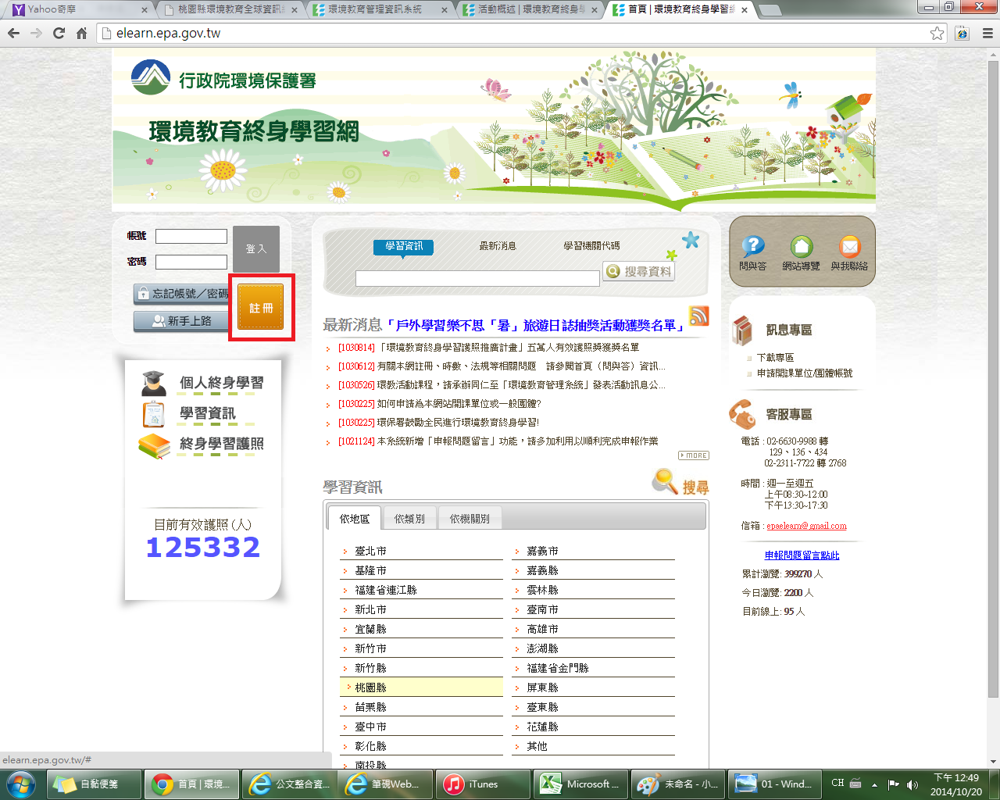 Yahoo奇摩
桃園縣環境教育全球資訊
環境教育管理資訊系統
活動概述 | 環境教育終身學
首頁 | 環境教育終身學習網
elearn.epa.gov.tw
行政院環境保護署
環境教育終身學習網
帳號
密碼
登入
忘記帳號／密碼
新手上路
註冊
學習資訊
最新消息
學習機關代碼
搜尋資料
問與答
網站導覽
與我聯絡
最新消息「戶外學習樂不思「暑」旅遊日誌抽獎活動獲獎名單」
[1030814]「環境教育終身學習護照推廣計畫」五萬人有效護照獎獲獎名單
[1030612] 有關本網註冊、時數、法規等相關問題　請參閱首頁（問與答）資訊...
[1030526] 環教活動課程，請承辦同仁至「環境教育管理系統」發表活動訊息公...
[1030225] 如何申請為本網站開課單位或一般團體?
[1030225] 環保署鼓勵全民進行環境教育終身學習!
[1021124] 本系統新增「申報問題留言」功能，請多加利用以順利完成申報作業
MORE
個人終身學習
學習資訊
終身學習護照
目前有效護照(人)
125332
學習資訊
搜尋
依地區
依類別
依機關別
臺北市
嘉義市
基隆市
嘉義縣
福建省連江縣
雲林縣
新北市
臺南市
宜蘭縣
高雄市
新竹市
澎湖縣
新竹縣
福建省金門縣
桃園縣
屏東縣
苗栗縣
臺東縣
臺中市
花蓮縣
彰化縣
其他
南投縣
訊息專區
下載專區
申請開課單位/團體帳號
客服專區
電話 : 02-6630-9988 轉
129、136、434
02-2311-7722 轉 2768
時間 : 週一至週五
上午08:30~12:00
下午13:30~17:30
信箱 : epaelearn@gmail.com
申報問題留言點此
累計瀏覽: 399270 人
今日瀏覽: 2200 人
目前線上: 95 人
elearn.epa.gov.tw/#
自黏便箋
首頁 | 環境...
公文整合資...
筆硯Web...
iTunes
Microsoft ...
未命名 - 小...
01 - Wind...
CH
下午 12:49
2014/10/20